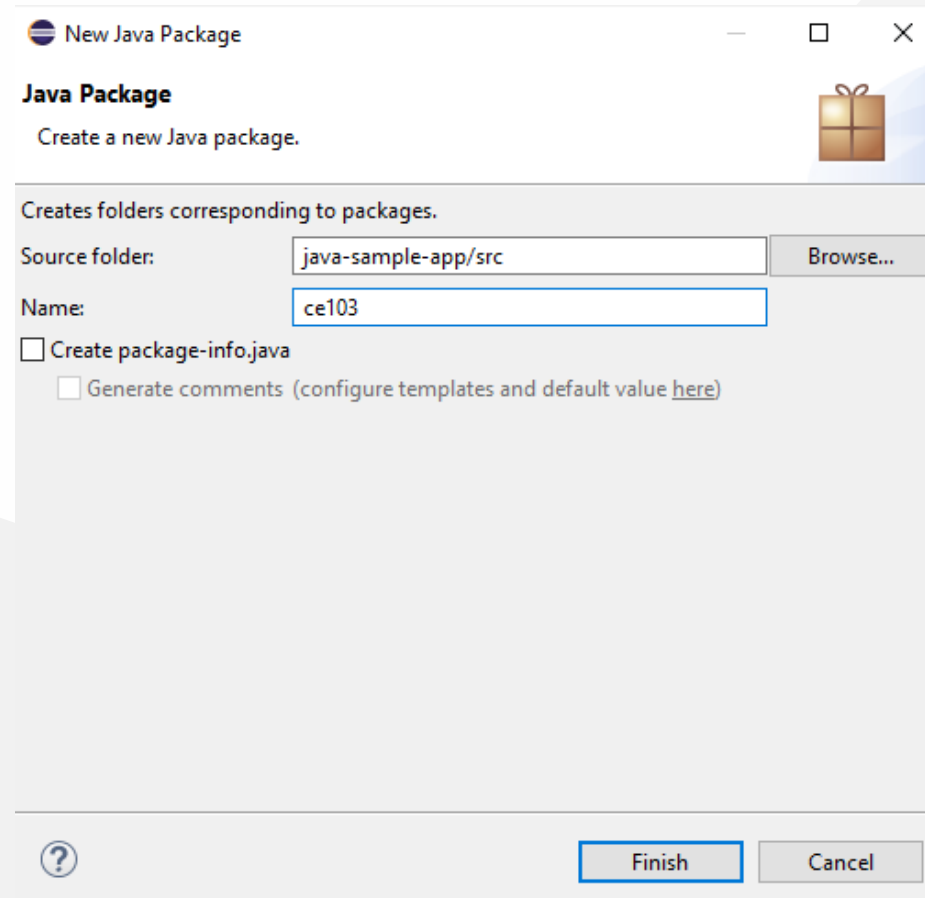 New Java Package
Java Package
Create a new Java package.
Creates folders corresponding to packages.
Source folder: java-sample-app/src Browse...
Name: ce103
Create package-info.java
Generate comments (configure templates and default value here)
? Finish Cancel